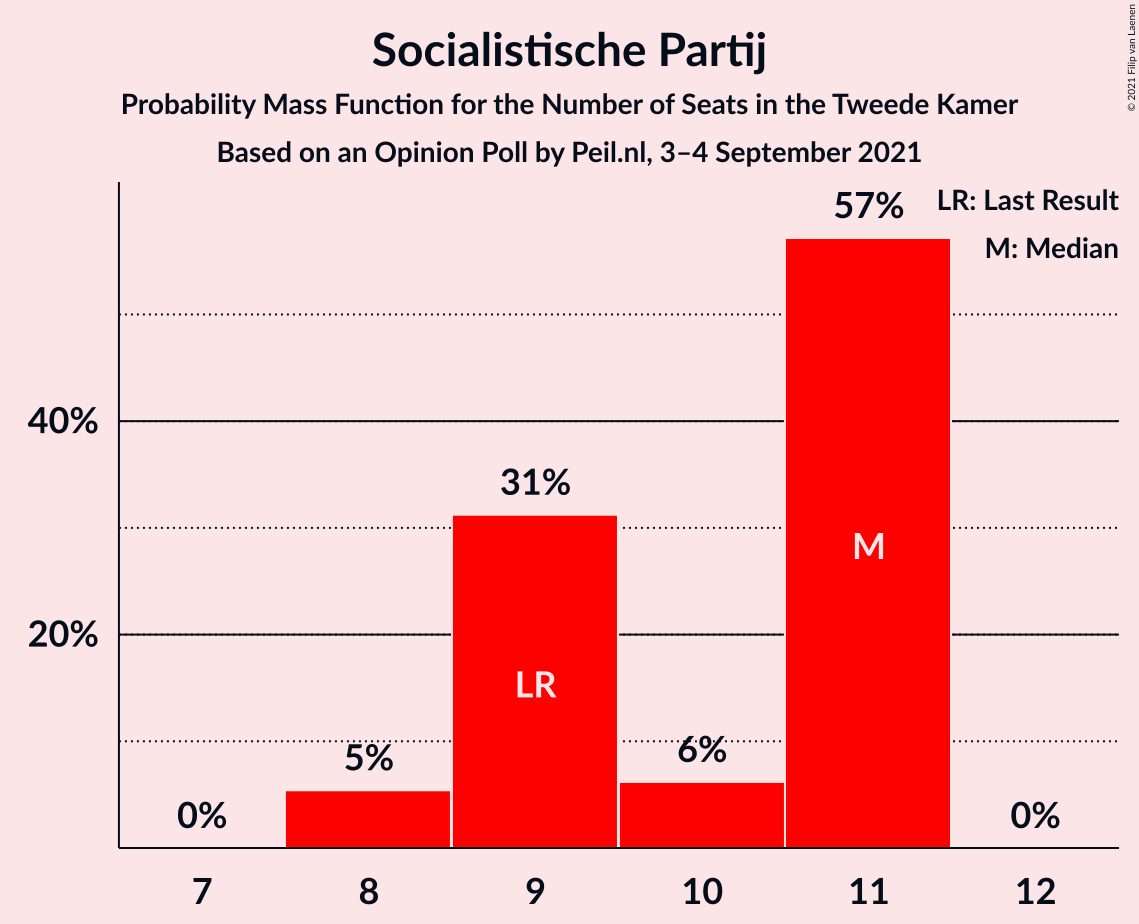 Socialistische Partij
Probability Mass Function for the Number of Seats in the Tweede Kamer
Based on an Opinion Poll by Peil.nl, 3–4 September 2021
© 2021 Filip van Laenen
LR: Last Result
M: Median
57%
40%
31%
M
20%
LR
5%
6%
0%
0%
7 8 9 10 11 12